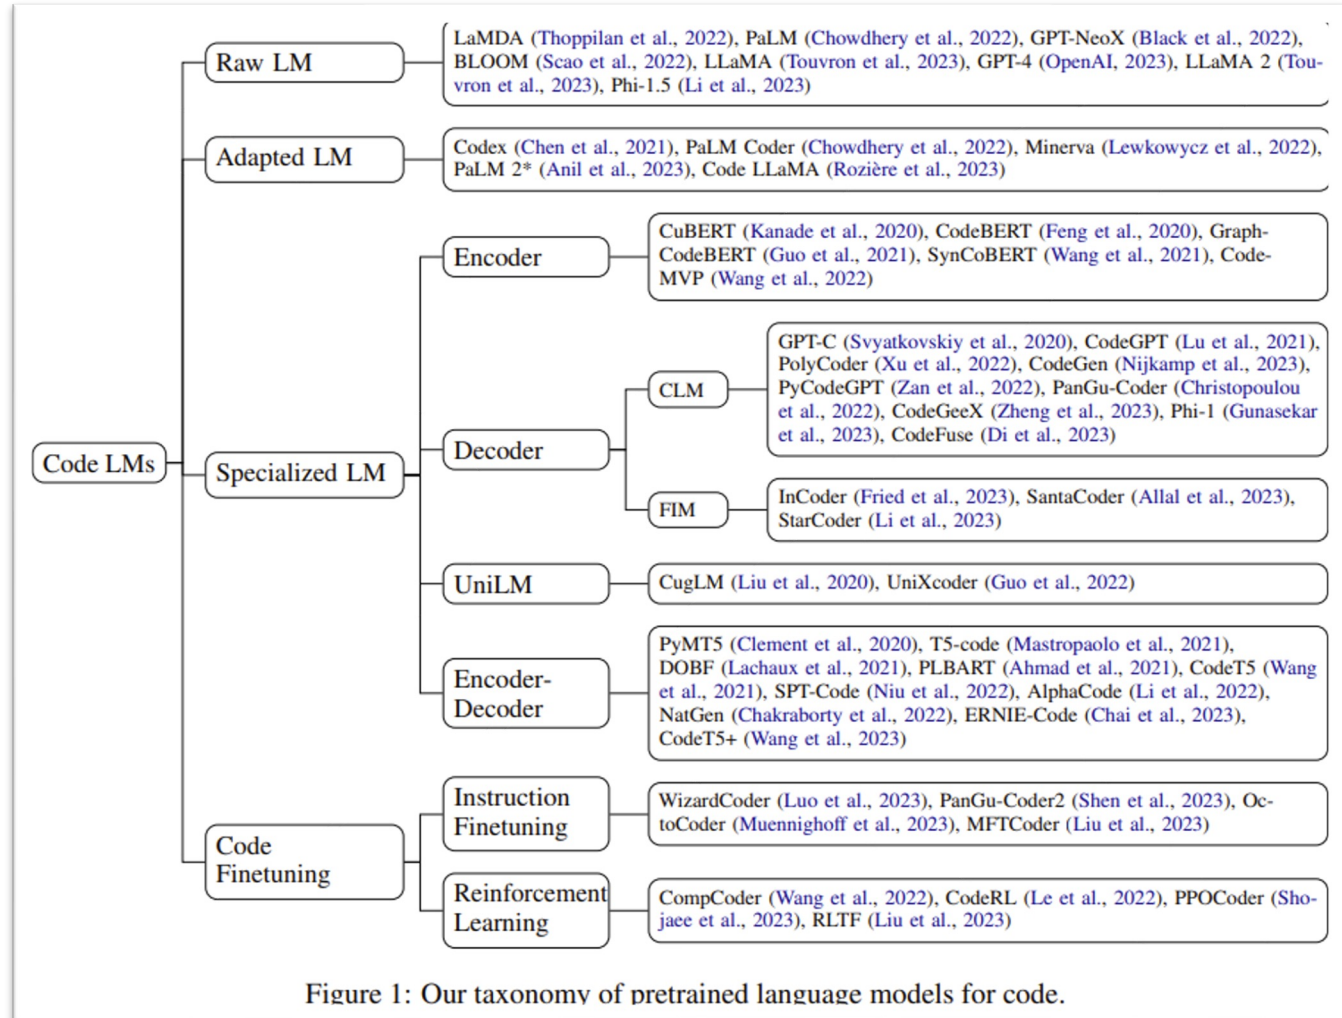 Raw LM
LaMDA (Thoppilan et al., 2022), PaLM (Chowdhery et al., 2022), GPT-NeoX (Black et al., 2022),
BLOOM (Scao et al., 2022), LLaMA (Touvron et al., 2023), GPT-4 (OpenAI, 2023), LLaMA 2 (Tou-
vron et al., 2023), Phi-1.5 (Li et al., 2023)
Adapted LM
Codex (Chen et al., 2021), PaLM Coder (Chowdhery et al., 2022), Minerva (Lewkowycz et al., 2022),
PaLM 2* (Anil et al., 2023), Code LLaMA (Rozière et al., 2023)
Code LMs
Specialized LM
Encoder
CuBERT (Kanade et al., 2020), CodeBERT (Feng et al., 2020), Graph-
CodeBERT (Guo et al., 2021), SynCoBERT (Wang et al., 2021), Code-
MVP (Wang et al., 2022)
Decoder
CLM
GPT-C (Svyatkovskiy et al., 2020), CodeGPT (Lu et al., 2021),
PolyCoder (Xu et al., 2022), CodeGen (Nijkamp et al., 2023),
PyCodeGPT (Zan et al., 2022), PanGu-Coder (Christopoulou
et al., 2022), CodeGeeX (Zheng et al., 2023), Phi-1 (Gunasekar
et al., 2023), CodeFuse (Di et al., 2023)
FIM
InCoder (Fried et al., 2023), SantaCoder (Allal et al., 2023),
StarCoder (Li et al., 2023)
UniLM
CugLM (Liu et al., 2020), UniXcoder (Guo et al., 2022)
Encoder-
Decoder
PyMT5 (Clement et al., 2020), T5-code (Mastropaolo et al., 2021),
DOBF (Lachaux et al., 2021), PLBART (Ahmad et al., 2021), CodeT5 (Wang
et al., 2021), SPT-Code (Niu et al., 2022), AlphaCode (Li et al., 2022),
NatGen (Chakraborty et al., 2022), ERNIE-Code (Chai et al., 2023),
CodeT5+ (Wang et al., 2023)
Code
Finetuning
Instruction
Finetuning
WizardCoder (Luo et al., 2023), PanGu-Coder2 (Shen et al., 2023), Oc-
toCoder (Muennighoff et al., 2023), MFTCoder (Liu et al., 2023)
Reinforcement
Learning
CompCoder (Wang et al., 2022), CodeRL (Le et al., 2022), PPOCoder (Sho-
jaee et al., 2023), RLTF (Liu et al., 2023)
Figure 1: Our taxonomy of pretrained language models for code.